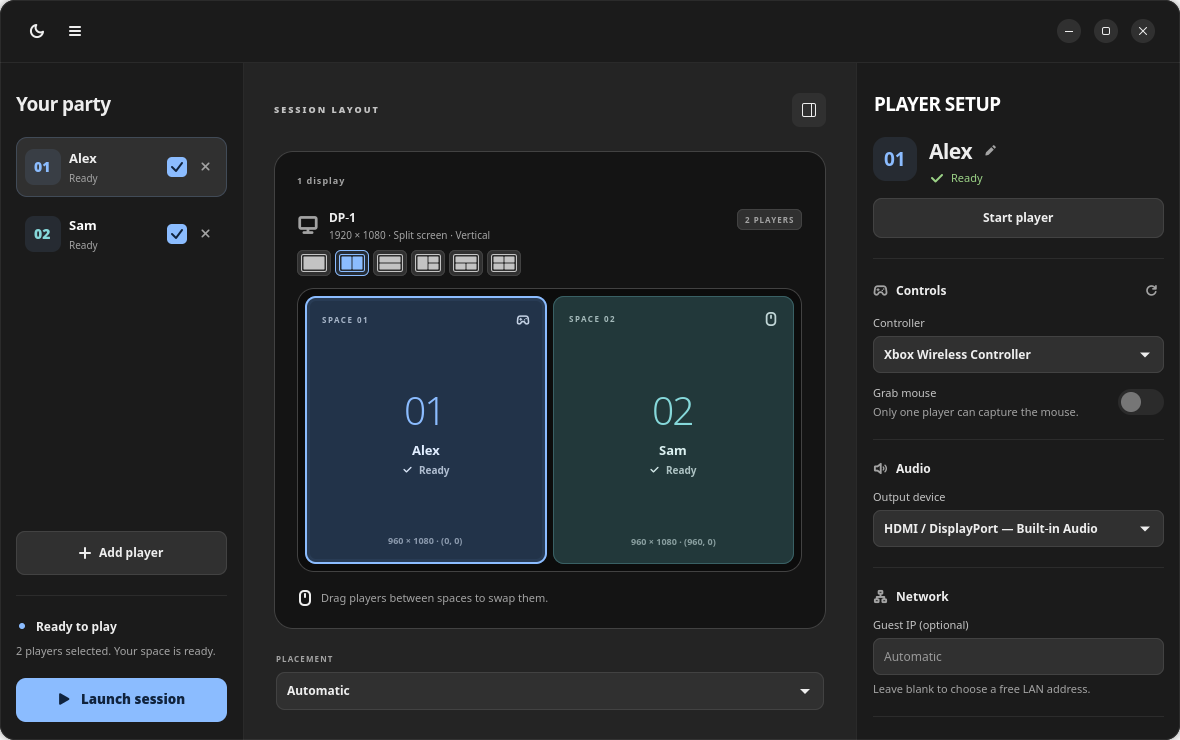 Your party
01
Alex
Ready
02
Sam
Ready
Add player
Ready to play
2 players selected. Your space is ready.
Launch session
SESSION LAYOUT
1 display
DP-1
1920 × 1080 · Split screen · Vertical
2 PLAYERS
SPACE 01
01
Alex
Ready
960 × 1080 · (0, 0)
SPACE 02
02
Sam
Ready
960 × 1080 · (960, 0)
Drag players between spaces to swap them.
PLACEMENT
Automatic
PLAYER SETUP
01
Alex
Ready
Start player
Controls
Controller
Xbox Wireless Controller
Grab mouse
Only one player can capture the mouse.
Audio
Output device
HDMI / DisplayPort — Built-in Audio
Network
Guest IP (optional)
Automatic
Leave blank to choose a free LAN address.